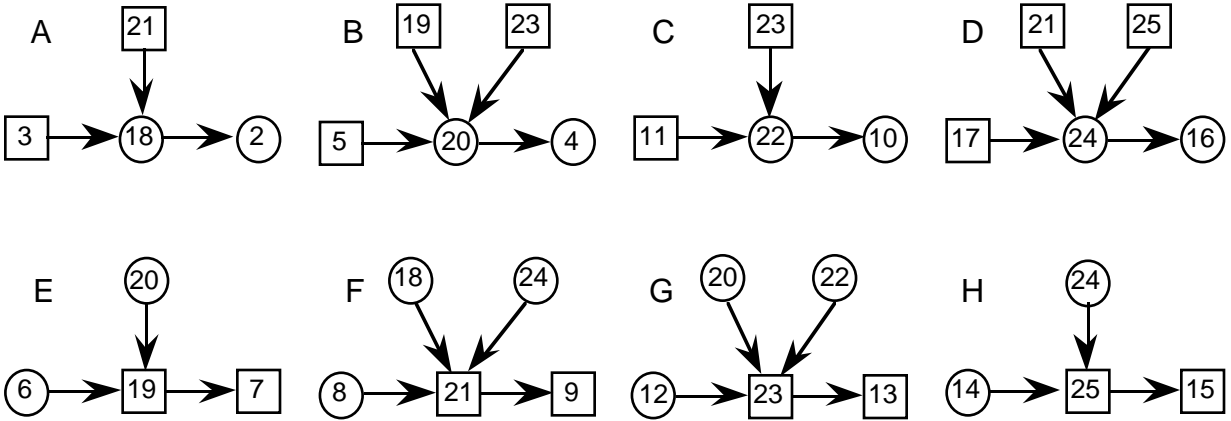 A 21 3 18 2
B 19 23 5 20 4
C 23 11 22 10
D 21 25 17 24 16
E 20 6 19 7
F 18 24 8 21 9
G 20 22 12 23 13
H 24 14 25 15